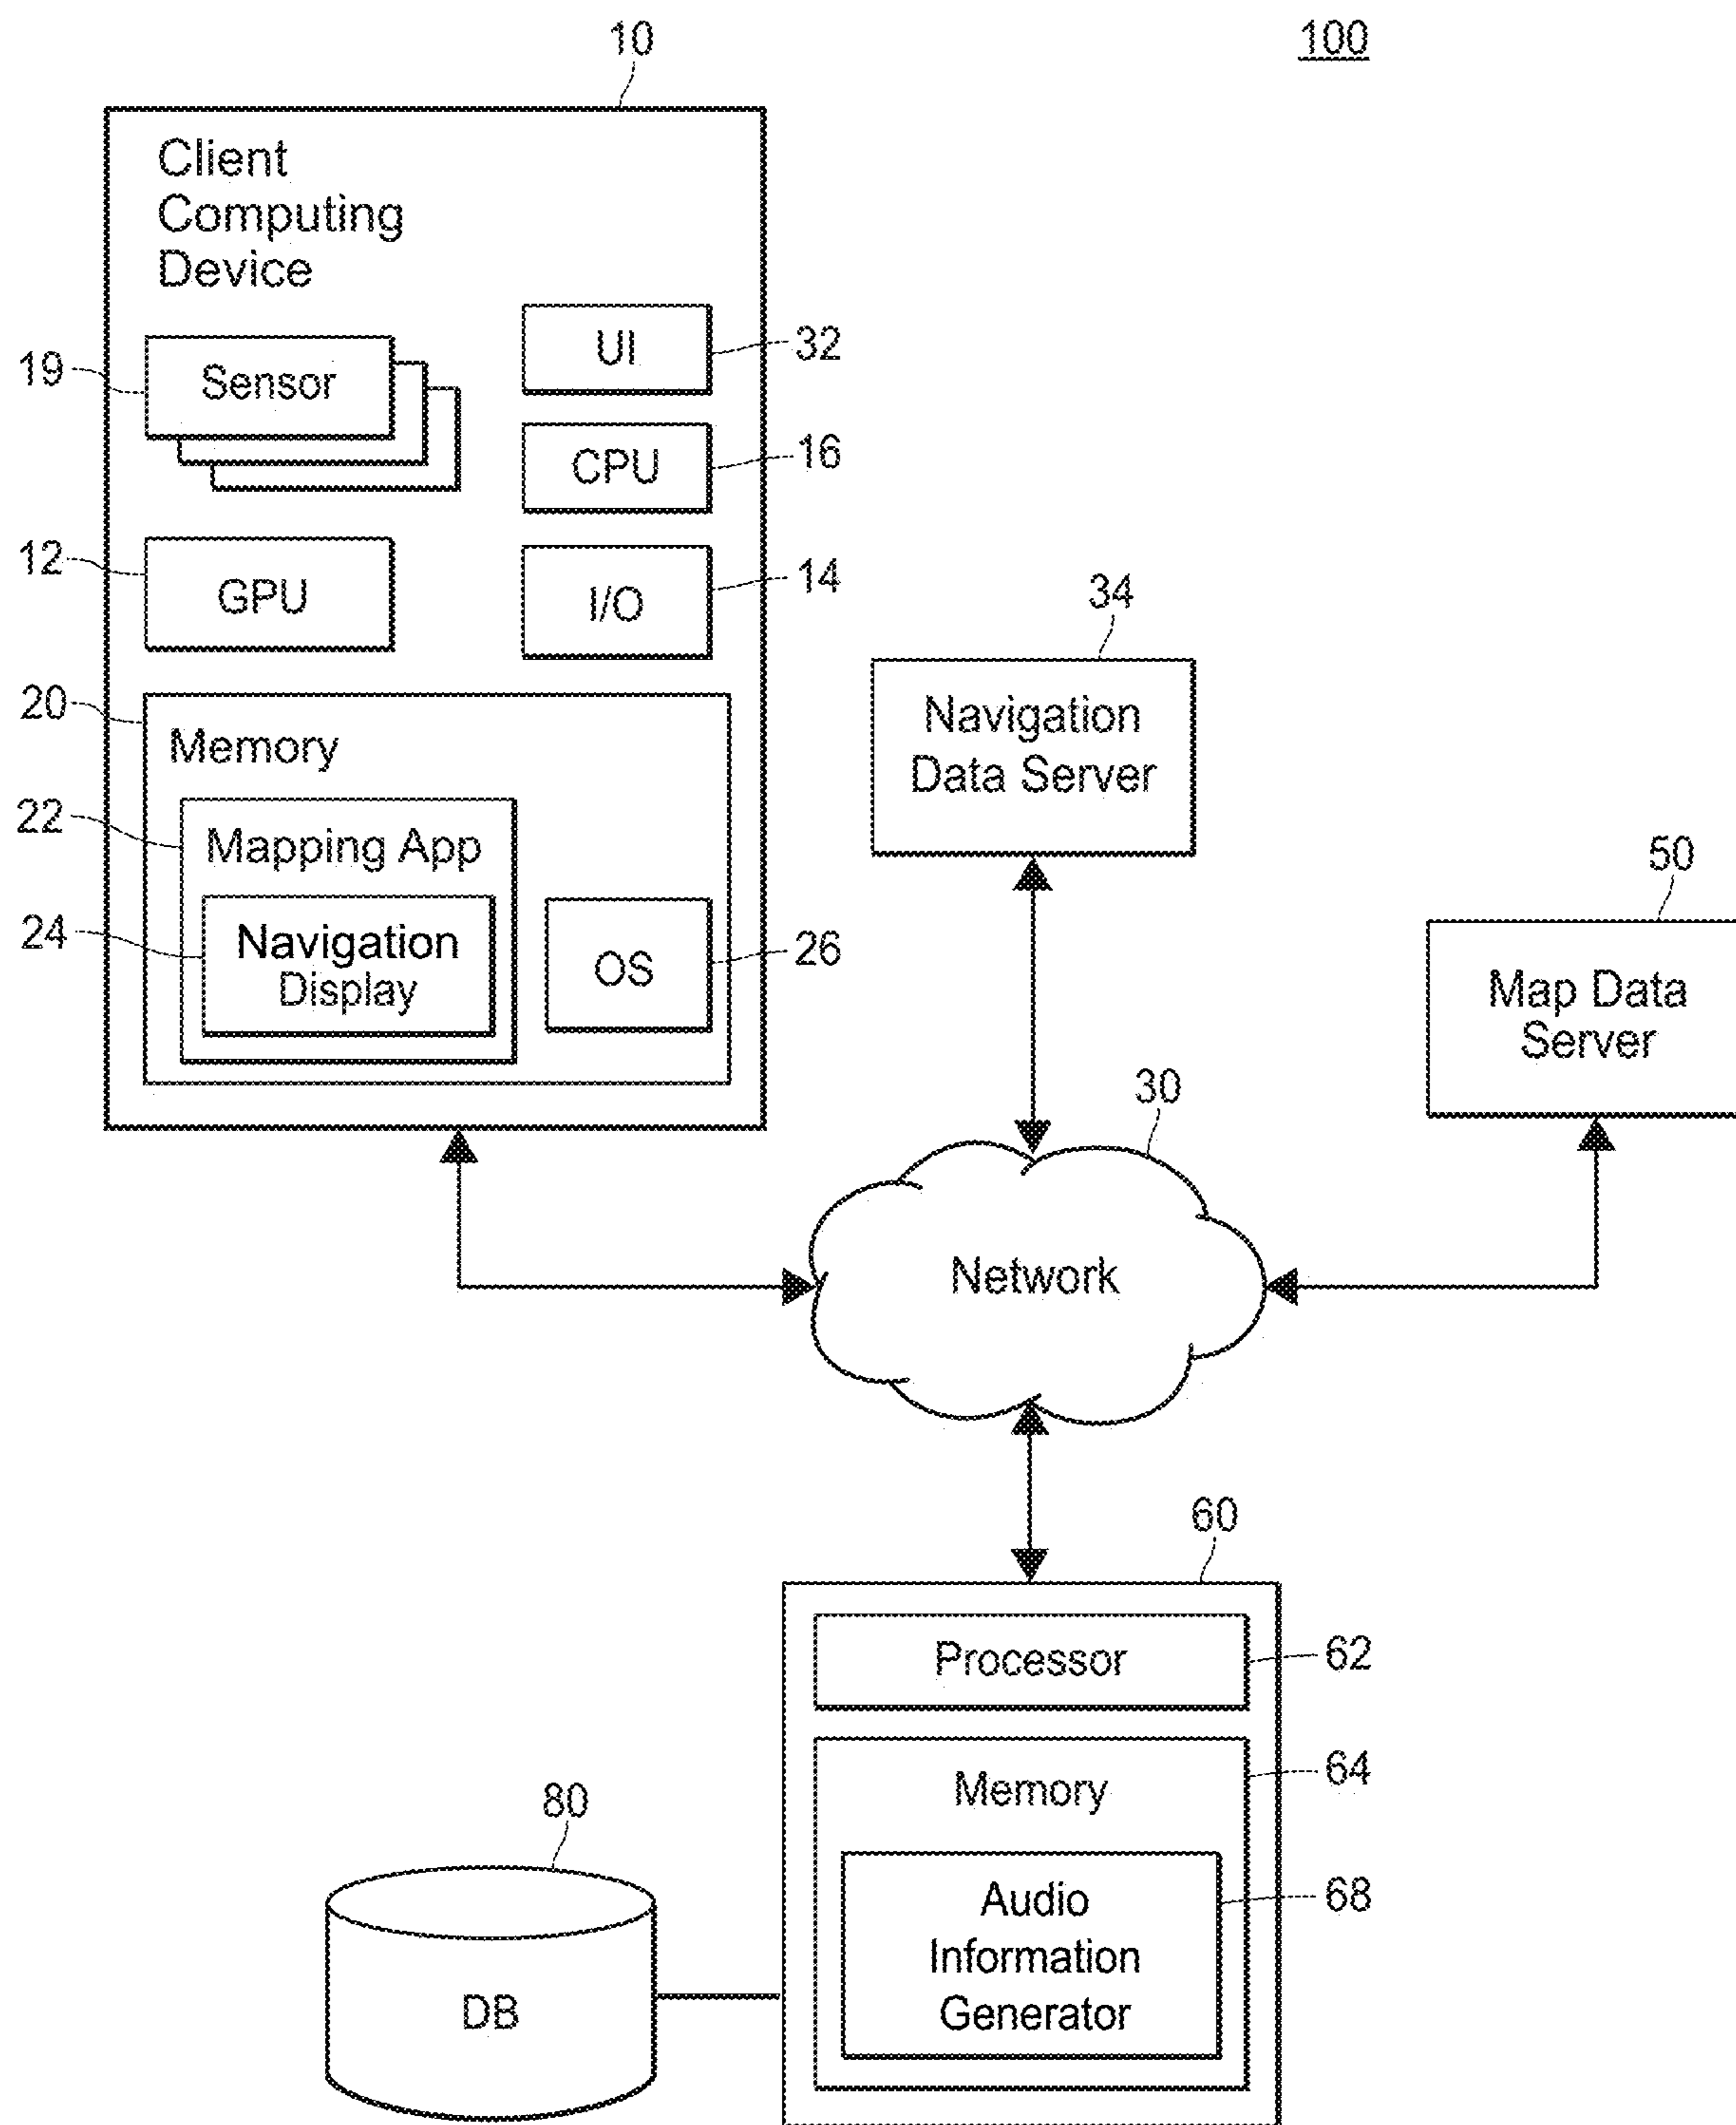 100
10
Client
Computing
Device
19
Sensor
UI
32
CPU
16
12
GPU
I/O
14
20
Memory
22
Mapping App
24
Navigation
Display
OS
26
34
Navigation
Data Server
50
Map Data
Server
30
Network
60
Processor
62
Memory
64
Audio
Information
Generator
68
80
DB